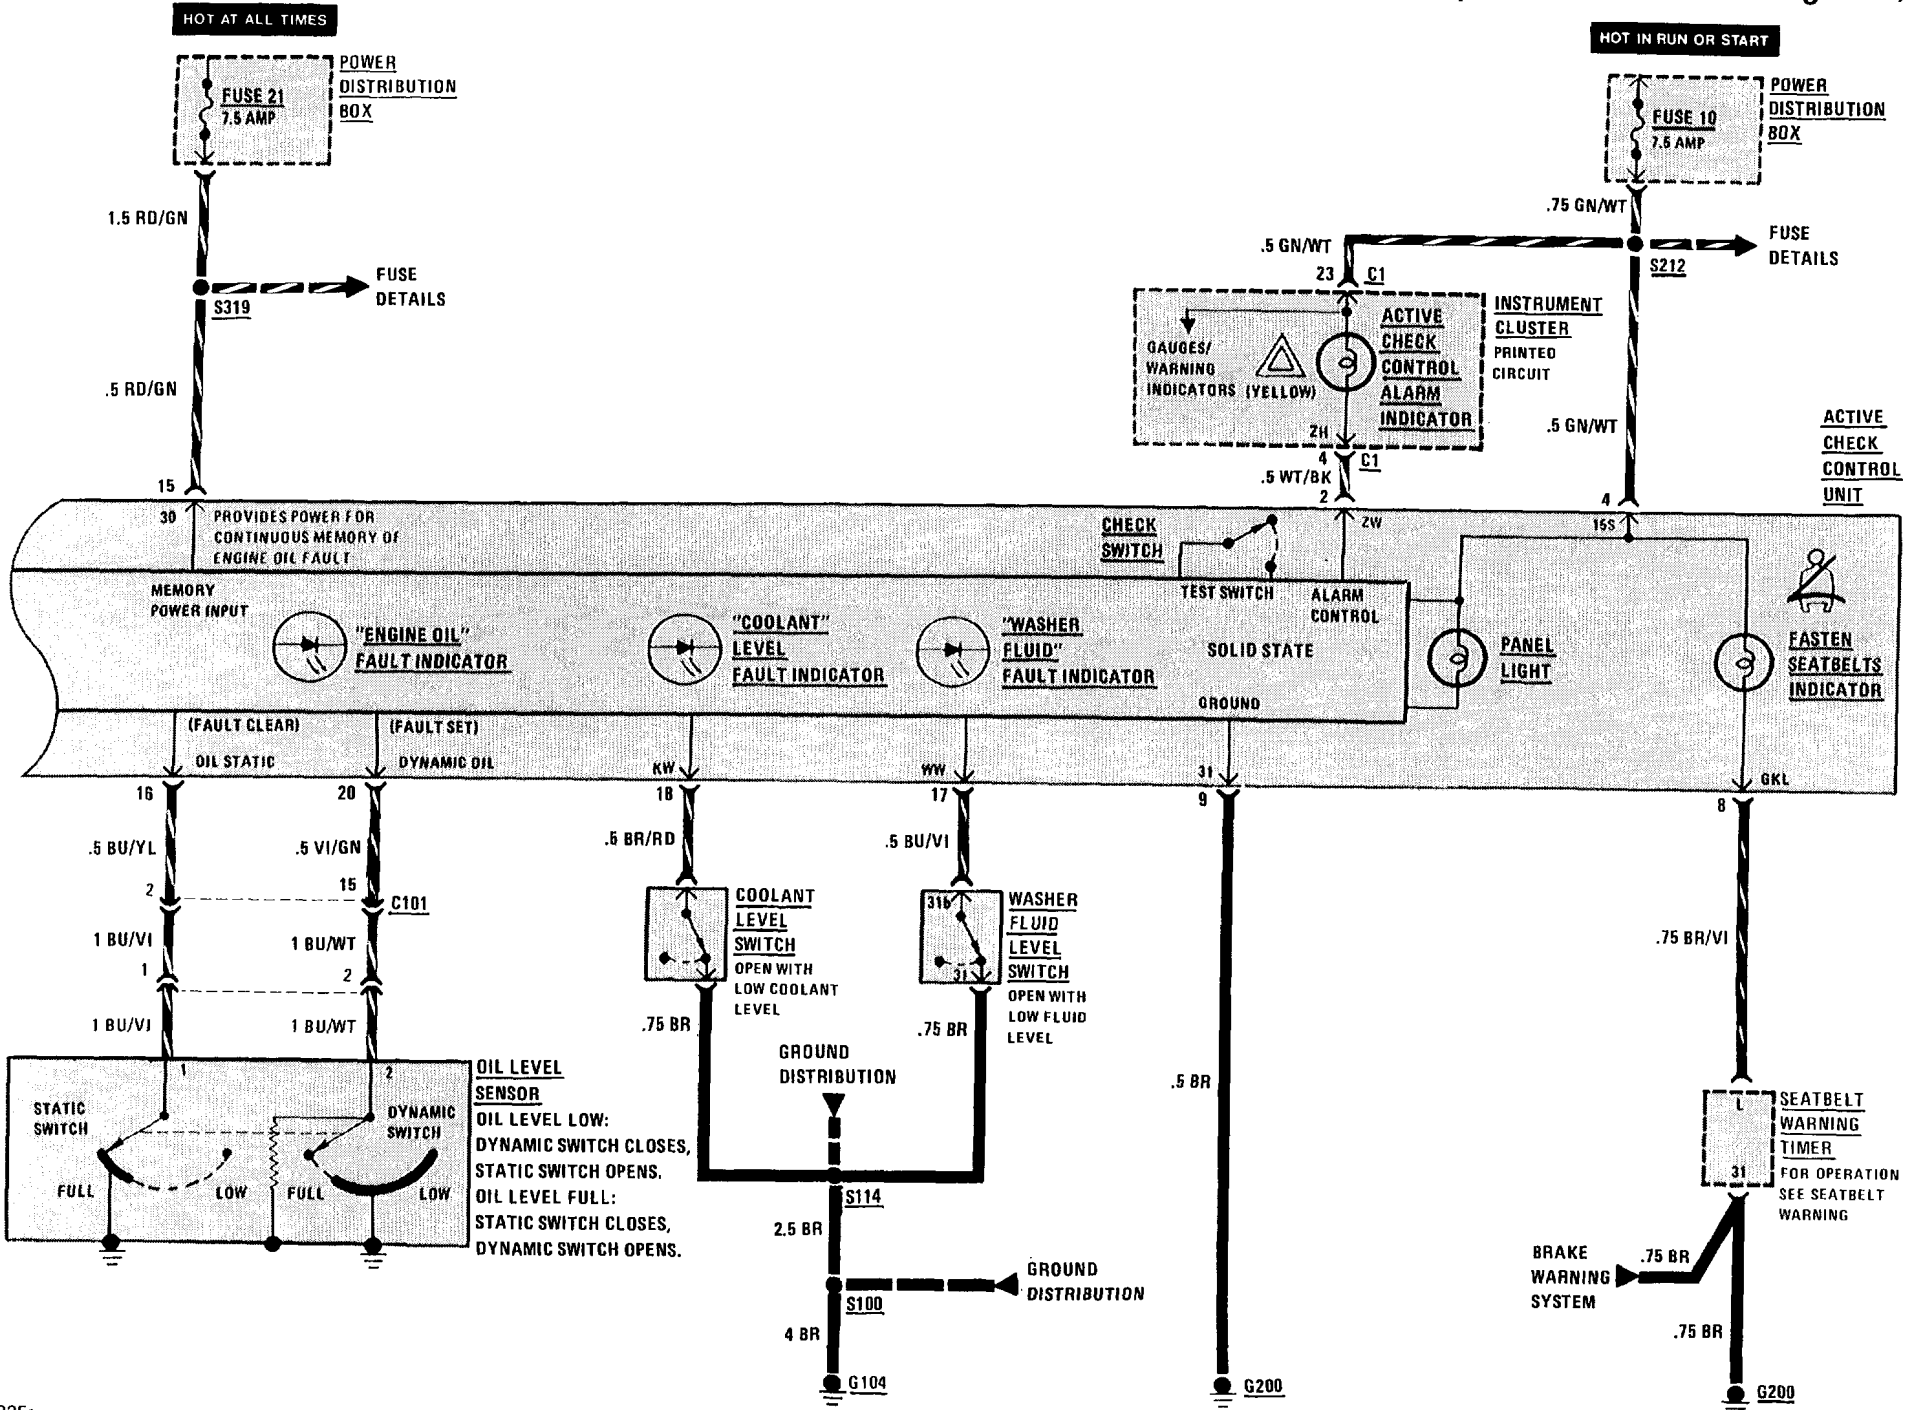 HOT AT ALL TIMES
POWER
DISTRIBUTION
BOX
FUSE 21
7.5 AMP
1.5 RD/GN
S319
FUSE
DETAILS
.5 RD/GN
15
HOT IN RUN OR START
POWER
DISTRIBUTION
BOX
FUSE 10
7.5 AMP
.75 GN/WT
S212
FUSE
DETAILS
.5 GN/WT
23
C1
INSTRUMENT
CLUSTER
PRINTED
CIRCUIT
GAUGES/
WARNING
INDICATORS
(YELLOW)
ACTIVE
CHECK
CONTROL
ALARM
INDICATOR
2H
4
C1
.5 WT/BK
2
.5 GN/WT
4
ACTIVE
CHECK
CONTROL
UNIT
30
PROVIDES POWER FOR
CONTINUOUS MEMORY OF
ENGINE OIL FAULT
MEMORY
POWER INPUT
CHECK
SWITCH
2W
15S
TEST SWITCH
ALARM
CONTROL
"ENGINE OIL"
FAULT INDICATOR
"COOLANT"
LEVEL
FAULT INDICATOR
"WASHER
FLUID"
FAULT INDICATOR
SOLID STATE
GROUND
PANEL
LIGHT
FASTEN
SEATBELTS
INDICATOR
(FAULT CLEAR)
OIL STATIC
(FAULT SET)
DYNAMIC OIL
KW
WW
31
GKL
16
20
18
17
9
8
.5 BU/YL
.5 VI/GN
.5 BR/RD
.5 BU/VI
2
15
C101
1 BU/VI
1 BU/WT
1
2
1 BU/VI
1 BU/WT
COOLANT
LEVEL
SWITCH
OPEN WITH
LOW COOLANT
LEVEL
31b
31
WASHER
FLUID
LEVEL
SWITCH
OPEN WITH
LOW FLUID
LEVEL
.75 BR
.75 BR
.5 BR
.75 BR/VI
GROUND
DISTRIBUTION
1
2
STATIC
SWITCH
DYNAMIC
SWITCH
FULL
LOW
FULL
LOW
OIL LEVEL
SENSOR
OIL LEVEL LOW:
DYNAMIC SWITCH CLOSES,
STATIC SWITCH OPENS.
OIL LEVEL FULL:
STATIC SWITCH CLOSES,
DYNAMIC SWITCH OPENS.
S114
2.5 BR
S100
GROUND
DISTRIBUTION
4 BR
G104
G200
L
31
SEATBELT
WARNING
TIMER
FOR OPERATION
SEE SEATBELT
WARNING
BRAKE
WARNING
SYSTEM
.75 BR
.75 BR
G200